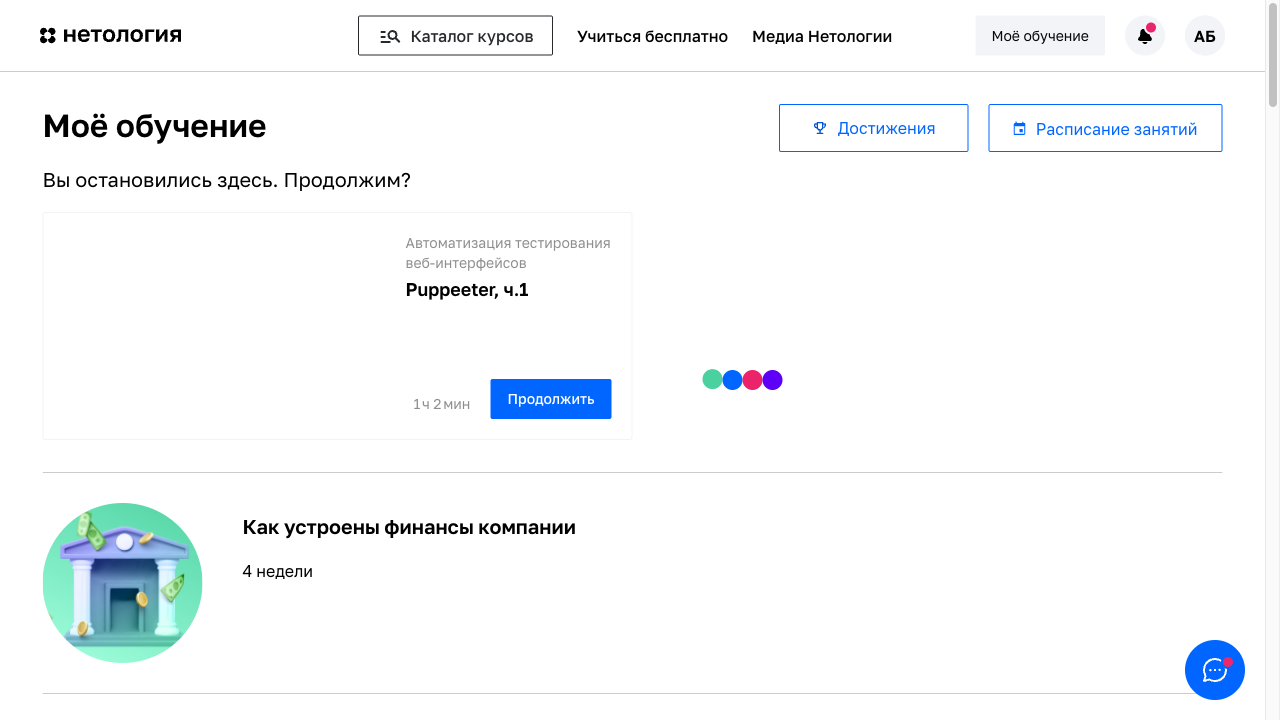 нетология
Каталог курсов
Учиться бесплатно
Медиа Нетологии
Моё обучение
АБ
Моё обучение
Достижения
Расписание занятий
Вы остановились здесь. Продолжим?
Автоматизация тестирования
веб-интерфейсов
Puppeeter, ч.1
1 ч 2 мин
Продолжить
Как устроены финансы компании
4 недели